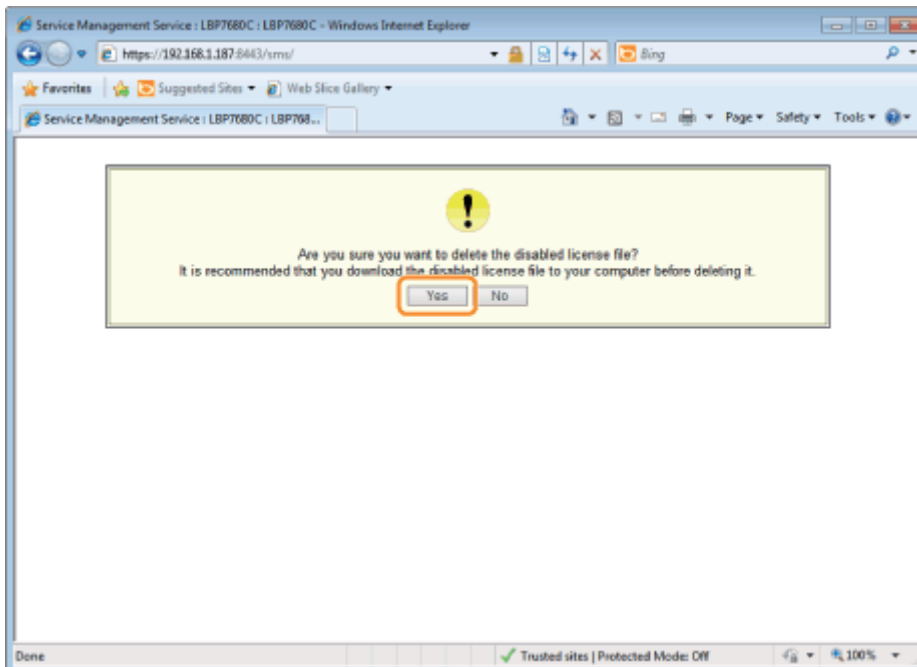 Service Management Service : LBP7680C : LBP7680C - Windows Internet Explorer
https://192.168.1.187:8443/sms/
Bing
Favorites
Suggested Sites
Web Slice Gallery
Service Management Service : LBP7680C : LBP768...
Page
Safety
Tools
Are you sure you want to delete the disabled license file?
It is recommended that you download the disabled license file to your computer before deleting it.
Yes
No
Done
Trusted sites | Protected Mode: Off
100%